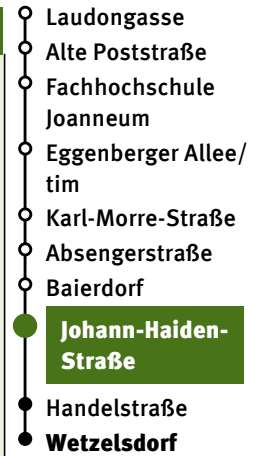 Laudongasse
Alte Poststraße
Fachhochschule
Joanneum
Eggenberger Allee/
tim
Karl-Morre-Straße
Absengerstraße
Baierdorf
Johann-Haiden-
Straße
Handelstraße
Wetzelsdorf